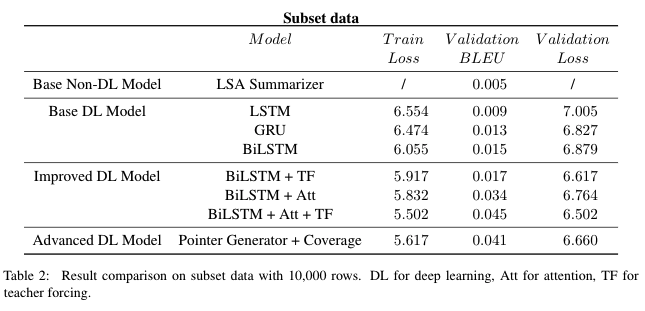 Subset data
Model Train Validation Validation
Loss BLEU Loss
Base Non-DL Model LSA Summarizer / 0.005 /
Base DL Model LSTM 6.554 0.009 7.005
GRU 6.474 0.013 6.827
BiLSTM 6.055 0.015 6.879
Improved DL Model BiLSTM + TF 5.917 0.017 6.617
BiLSTM + Att 5.832 0.034 6.764
BiLSTM + Att + TF 5.502 0.045 6.502
Advanced DL Model Pointer Generator + Coverage 5.617 0.041 6.660
Table 2: Result comparison on subset data with 10,000 rows. DL for deep learning, Att for attention, TF for
teacher forcing.